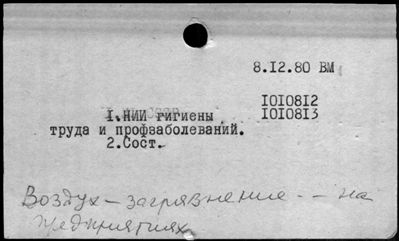 8.12.80 ВМ
1010812
1.НИИ гигиены 1010813
труда и профзаболеваний.
2.Сост.
Воздух – загрязнение - - на
предприятиях